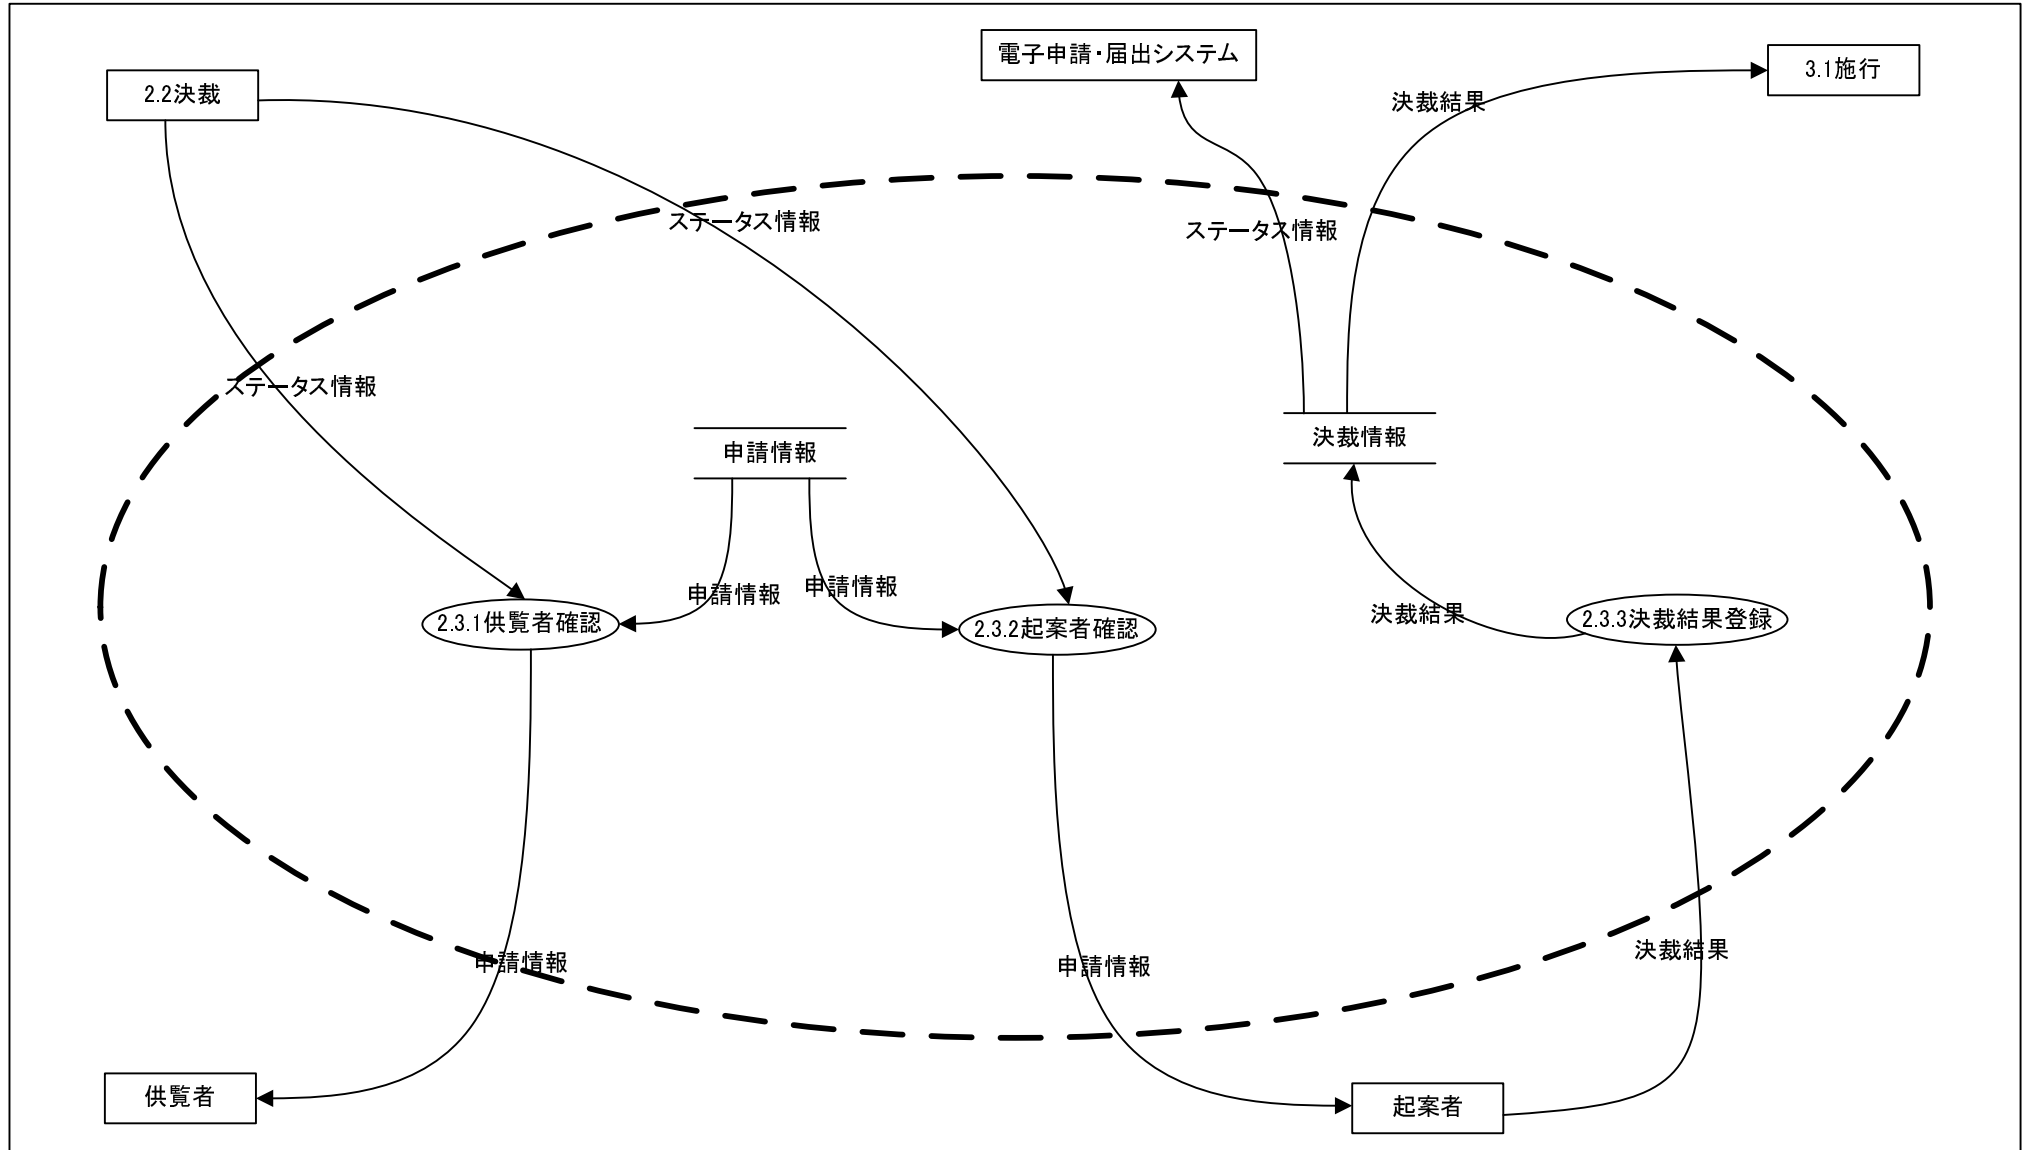 電子申請・届出システム
3.1施行
2.2決裁
決裁結果
ステータス情報
ステータス情報
ステータス情報
決裁情報
申請情報
申請情報
申請情報
決裁結果
2.3.1供覧者確認
2.3.2起案者確認
2.3.3決裁結果登録
申請情報
申請情報
決裁結果
供覧者
起案者